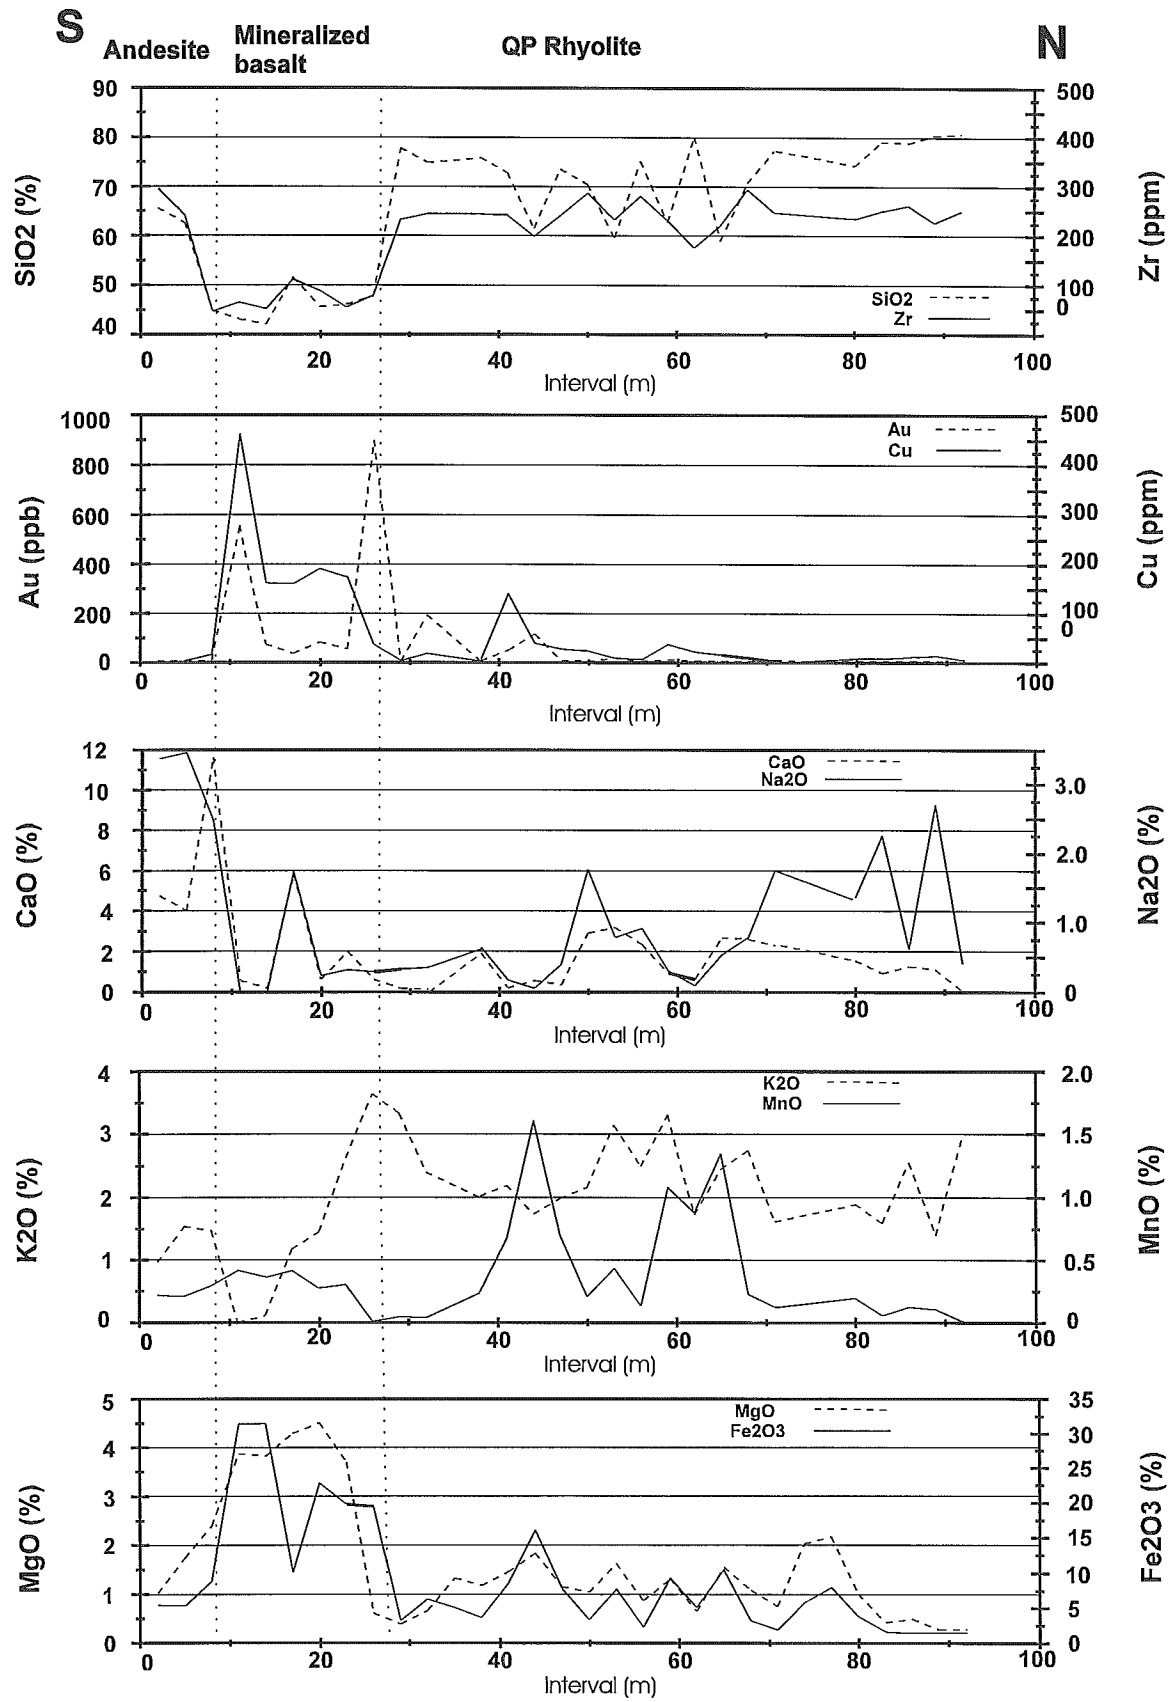 S
N
Andesite
Mineralized
basalt
QP Rhyolite
90
80
70
60
50
40
SiO2 (%)
500
400
300
200
100
0
Zr (ppm)
SiO2
Zr
0 20 40 60 80 100
Interval (m)
1000
800
600
400
200
0
Au (ppb)
500
400
300
200
100
0
Cu (ppm)
Au
Cu
0 20 40 60 80 100
Interval (m)
12
10
8
6
4
2
0
CaO (%)
3.0
2.0
1.0
0
Na2O (%)
CaO
Na2O
0 20 40 60 80 100
Interval (m)
4
3
2
1
0
K2O (%)
2.0
1.5
1.0
0.5
0
MnO (%)
K2O
MnO
0 20 40 60 80 100
Interval (m)
5
4
3
2
1
0
MgO (%)
35
30
25
20
15
10
5
0
Fe2O3 (%)
MgO
Fe2O3
0 20 40 60 80 100
Interval (m)